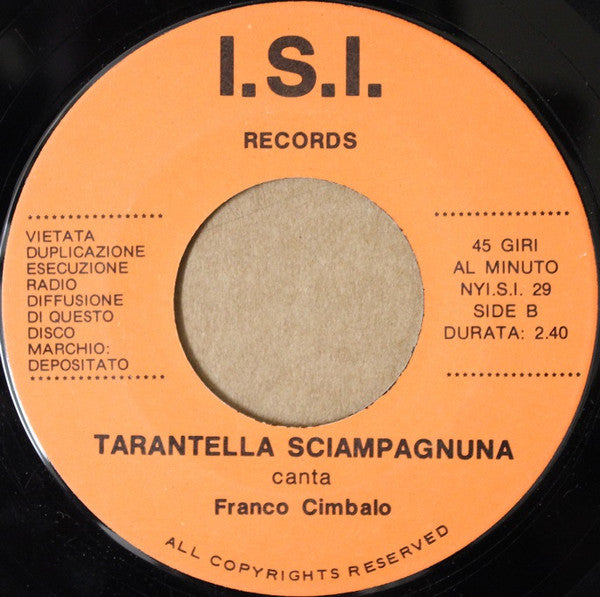 I.S.I.
RECORDS
VIETATA
DUPLICAZIONE
ESECUZIONE
RADIO
DIFFUSIONE
DI QUESTO
DISCO
MARCHIO:
DEPOSITATO
45 GIRI
AL MINUTO
NYI.S.I. 29
SIDE B
DURATA: 2.40
TARANTELLA SCIAMPAGNUNA
canta
Franco Cimbalo
ALL COPYRIGHTS RESERVED